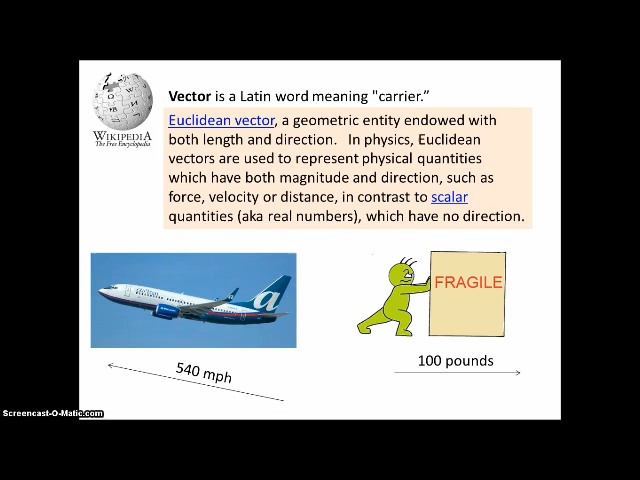 Vector is a Latin word meaning "carrier.”
WIKIPEDIA
The Free Encyclopedia
Euclidean vector, a geometric entity endowed with
both length and direction. In physics, Euclidean
vectors are used to represent physical quantities
which have both magnitude and direction, such as
force, velocity or distance, in contrast to scalar
quantities (aka real numbers), which have no direction.
a
FRAGILE
540 mph
100 pounds
Screencast-O-Matic.com